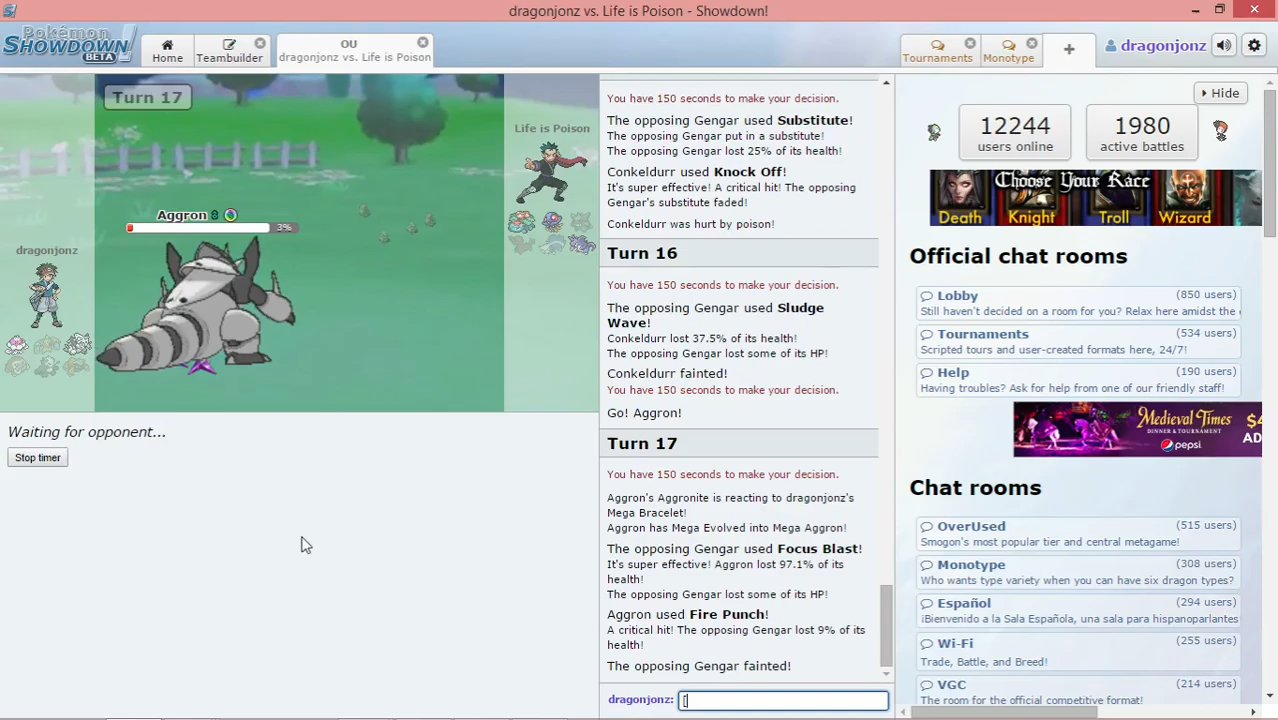 dragonjonz vs. Life is Poison - Showdown!
Pokémon
SHOWDOWN!
BETA
Home
Teambuilder
OU
dragonjonz vs. Life is Poison
Tournaments
Monotype
+
dragonjonz
Turn 17
Life is Poison
Aggron
3%
dragonjonz
Waiting for opponent...
Stop timer
You have 150 seconds to make your decision.
The opposing Gengar used Substitute!
The opposing Gengar put in a substitute!
The opposing Gengar lost 25% of its health!
Conkeldurr used Knock Off!
It's super effective! A critical hit! The opposing
Gengar's substitute faded!
Conkeldurr was hurt by poison!
Turn 16
You have 150 seconds to make your decision.
The opposing Gengar used Sludge
Wave!
Conkeldurr lost 37.5% of its health!
The opposing Gengar lost some of its HP!
Conkeldurr fainted!
You have 150 seconds to make your decision.
Go! Aggron!
Turn 17
You have 150 seconds to make your decision.
Aggron's Aggronite is reacting to dragonjonz's
Mega Bracelet!
Aggron has Mega Evolved into Mega Aggron!
The opposing Gengar used Focus Blast!
It's super effective! Aggron lost 97.1% of its
health!
The opposing Gengar lost some of its HP!
Aggron used Fire Punch!
A critical hit! The opposing Gengar lost 9% of its
health!
The opposing Gengar fainted!
dragonjonz: [
Hide
12244
users online
1980
active battles
Choose Your Race
Death Knight Troll Wizard
Official chat rooms
Lobby (850 users)
Still haven't decided on a room for you? Relax here amidst the
Tournaments (534 users)
Scripted tours and user-created formats here, 24/7!
Help (190 users)
Having troubles? Ask for help from one of our friendly staff!
Medieval Times
DINNER & TOURNAMENT
pepsi
$4
AD
Chat rooms
OverUsed (515 users)
Smogon's most popular tier and central metagame!
Monotype (308 users)
Who wants type variety when you can have six dragon types?
Español (294 users)
¡Bienvenido a la Sala Española, una sala para hispanoparlantes
Wi-Fi (255 users)
Trade, Battle, and Breed!
VGC (214 users)
The room for the official competitive format!